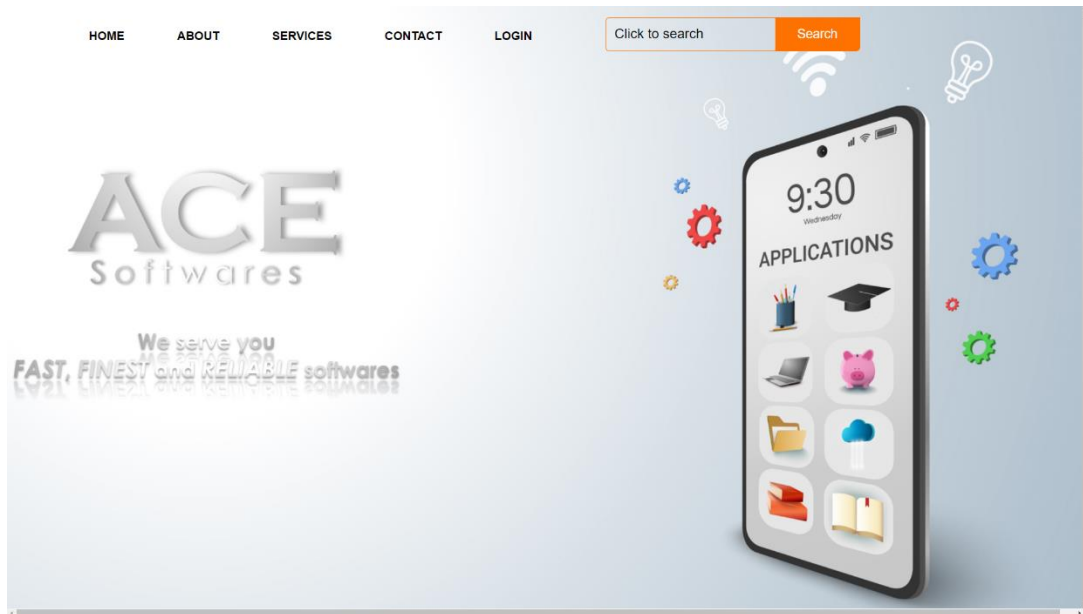 HOME ABOUT SERVICES CONTACT LOGIN Click to search Search
ACE
Softwares
We serve you
FAST, FINEST and RELIABLE softwares
9:30
Wednesday
APPLICATIONS